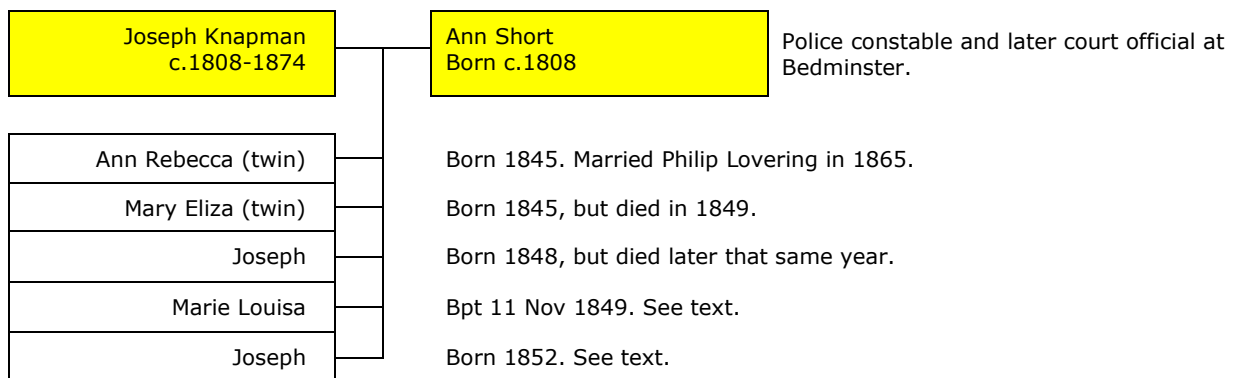 Joseph Knapman
c.1808-1874
Ann Short
Born c.1808
Police constable and later court official at
Bedminster.
Ann Rebecca (twin)
Born 1845. Married Philip Lovering in 1865.
Mary Eliza (twin)
Born 1845, but died in 1849.
Joseph
Born 1848, but died later that same year.
Marie Louisa
Bpt 11 Nov 1849. See text.
Joseph
Born 1852. See text.